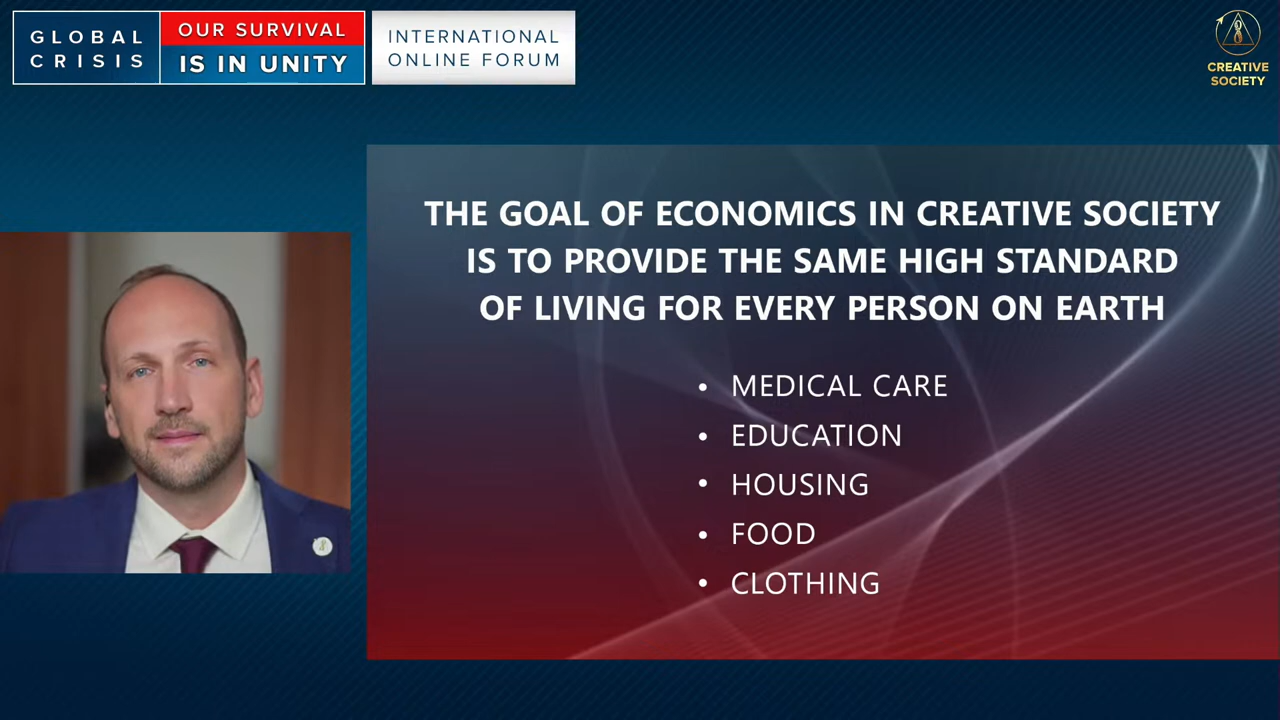 GLOBAL
CRISIS
OUR SURVIVAL
IS IN UNITY
INTERNATIONAL
ONLINE FORUM
CREATIVE
SOCIETY
THE GOAL OF ECONOMICS IN CREATIVE SOCIETY
IS TO PROVIDE THE SAME HIGH STANDARD
OF LIVING FOR EVERY PERSON ON EARTH
• MEDICAL CARE
• EDUCATION
• HOUSING
• FOOD
• CLOTHING